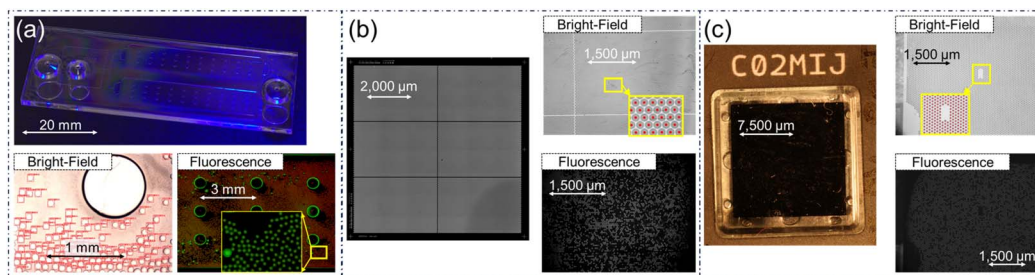 (a)
20 mm
Bright-Field
1 mm
Fluorescence
3 mm
(b)
2,000 μm
Bright-Field
1,500 μm
Fluorescence
1,500 μm
(c)
C02MIJ
7,500 μm
Bright-Field
1,500 μm
Fluorescence
1,500 μm